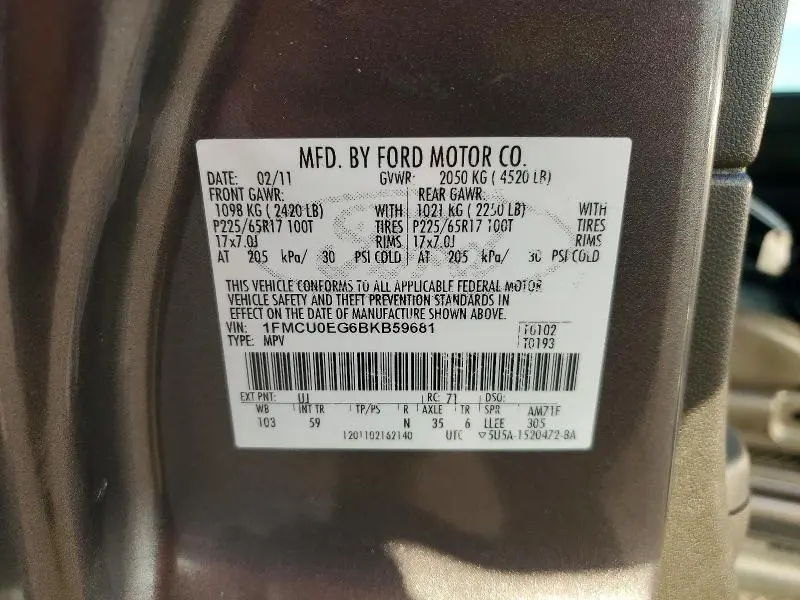 MFD. BY FORD MOTOR CO.
DATE: 02/11 GVWR: 2050 KG ( 4520 LB)
FRONT GAWR: REAR GAWR:
1098 KG ( 2420 LB) WITH 1021 KG ( 2250 LB) WITH
P225/65R17 100T TIRES P225/65R17 100T TIRES
17x7.0J RIMS 17x7.0J RIMS
AT 205 kPa/ 30 PSI COLD AT 205 kPa/ 30 PSI COLD
THIS VEHICLE CONFORMS TO ALL APPLICABLE FEDERAL MOTOR
VEHICLE SAFETY AND THEFT PREVENTION STANDARDS IN
EFFECT ON THE DATE OF MANUFACTURE SHOWN ABOVE.
VIN: 1FMCU0EG6BKB59681 T0102
TYPE: MPV T0193
EXT PNT: UJ RC: 71 DSO:
WB INT TR TP/PS R AXLE TR SPR AM71F
103 59 N 35 6 LLEE 305
1201102162140 UTC ▽5U5A-1520472-BA